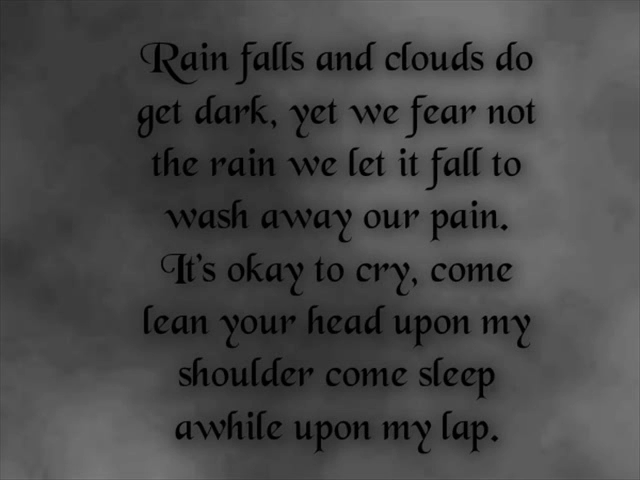 Rain falls and clouds do
get dark, yet we fear not
the rain we let it fall to
wash away our pain.
It's okay to cry, come
lean your head upon my
shoulder come sleep
awhile upon my lap.